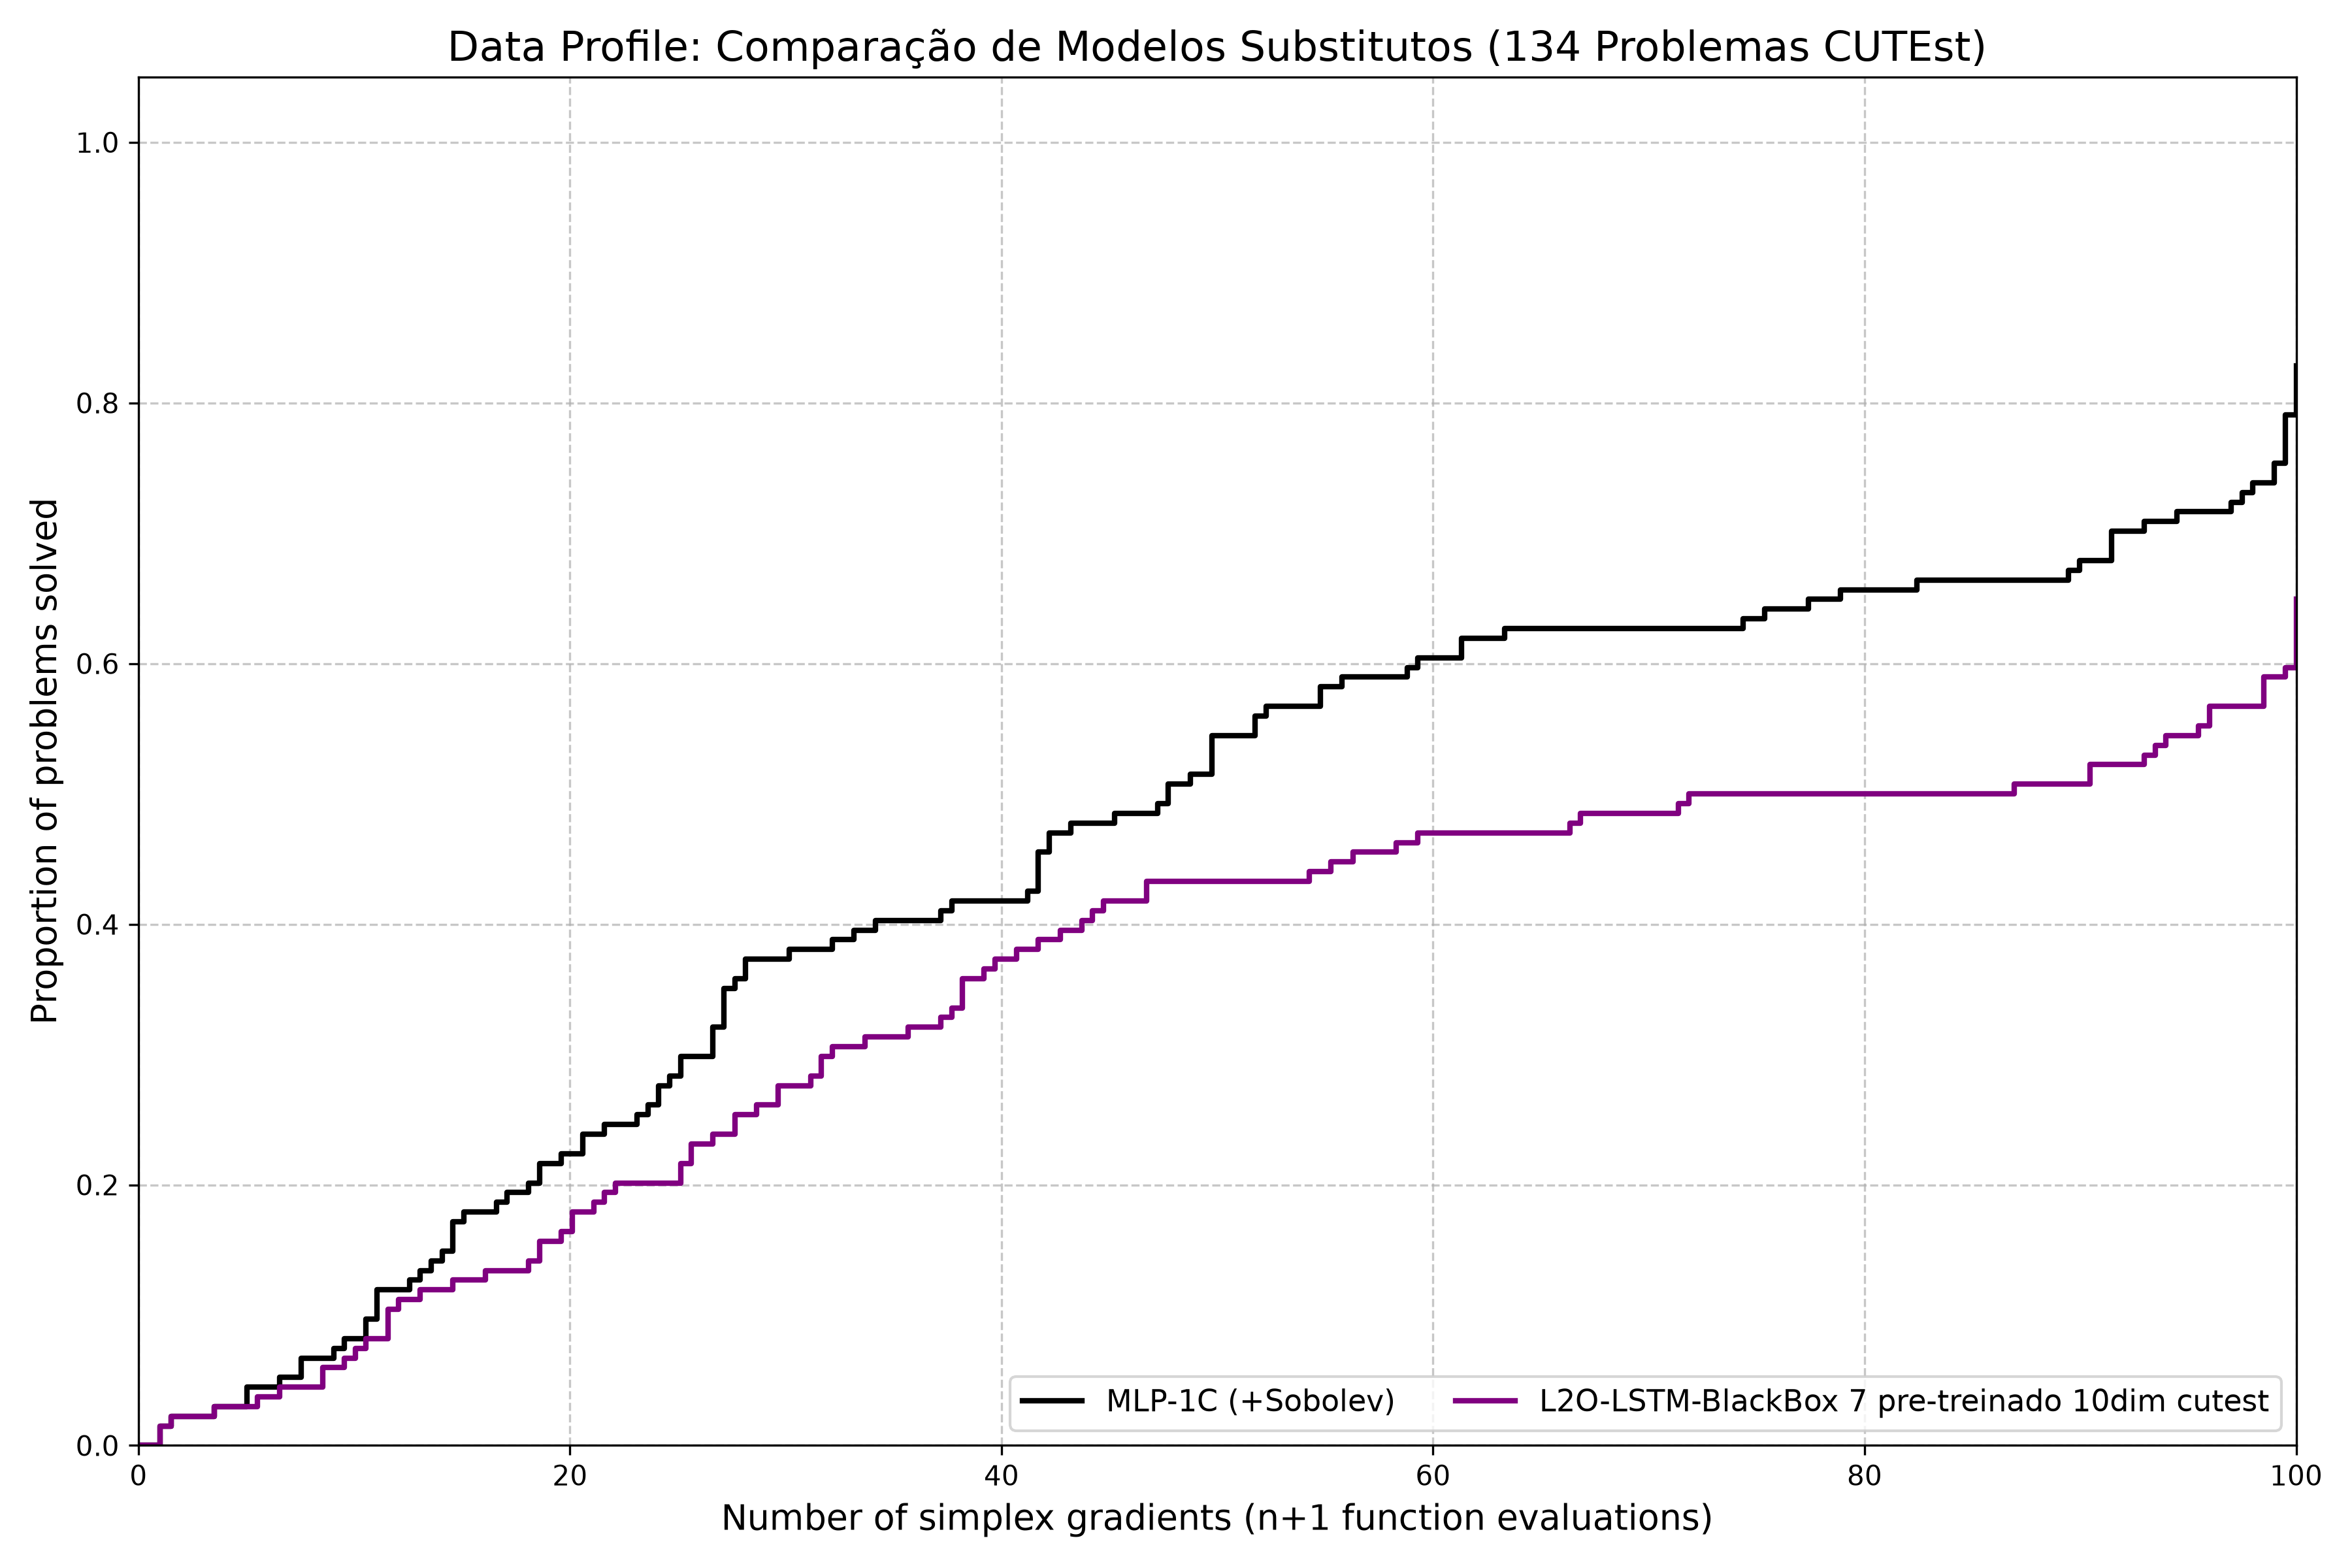 Data Profile: Comparação de Modelos Substitutos (134 Problemas CUTEst)
Proportion of problems solved
1.0
0.8
0.6
0.4
0.2
0.0
0 20 40 60 80 100
MLP-1C (+Sobolev) L2O-LSTM-BlackBox 7 pre-treinado 10dim cutest
Number of simplex gradients (n+1 function evaluations)